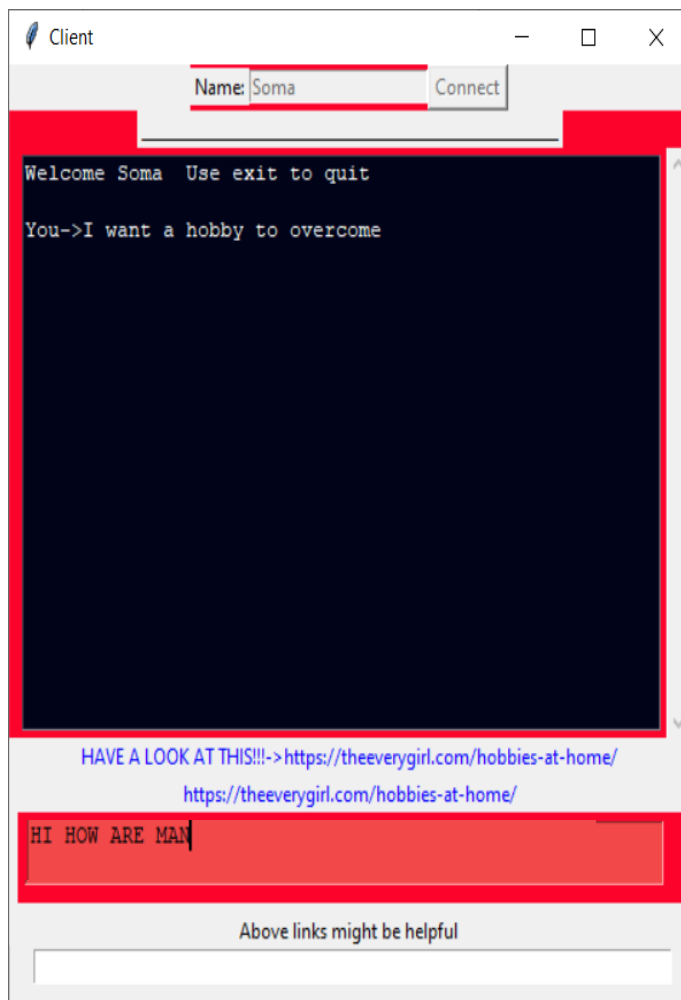 Client
Name: Soma Connect
Welcome Soma  Use exit to quit
You->I want a hobby to overcome
HAVE A LOOK AT THIS!!!->https://theeverygirl.com/hobbies-at-home/
https://theeverygirl.com/hobbies-at-home/
HI HOW ARE MAN
Above links might be helpful